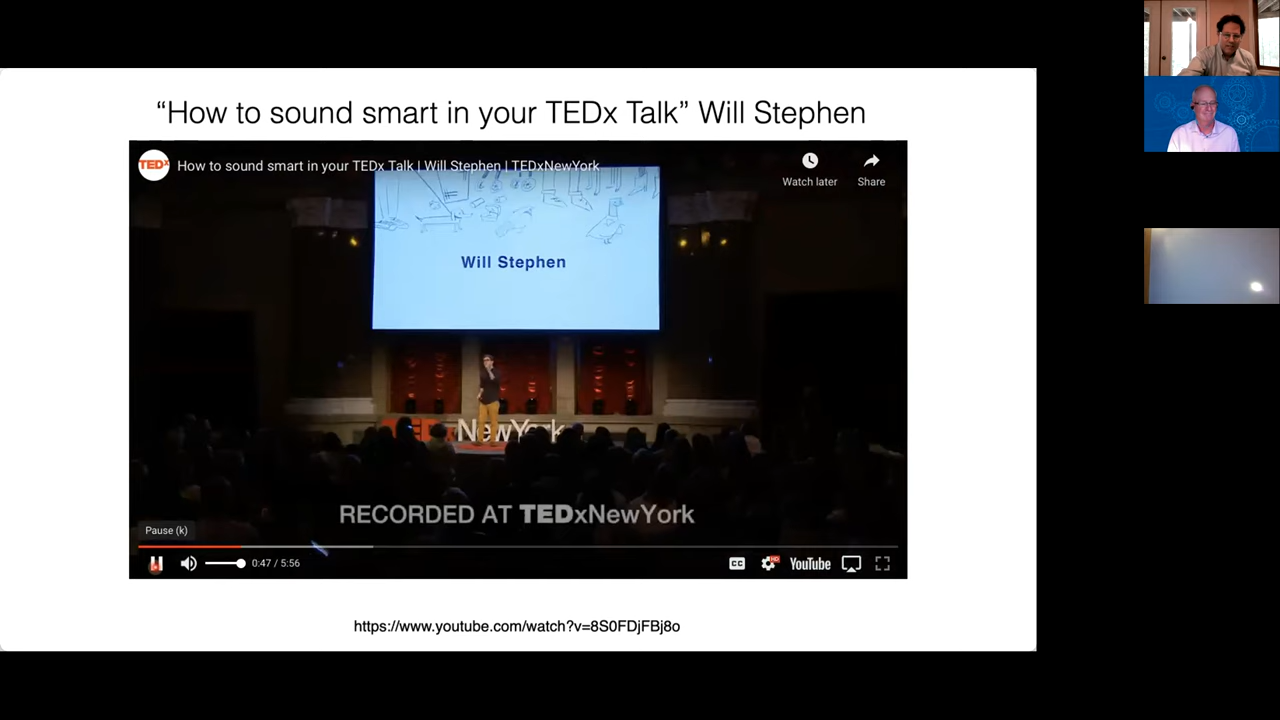 “How to sound smart in your TEDx Talk” Will Stephen
TEDx
How to sound smart in your TEDx Talk | Will Stephen | TEDxNewYork
Watch later
Share
Will Stephen
TEDxNewYork
RECORDED AT TEDxNewYork
Pause (k)
0:47 / 5:56
CC
HD
YouTube
https://www.youtube.com/watch?v=8S0FDjFBj8o